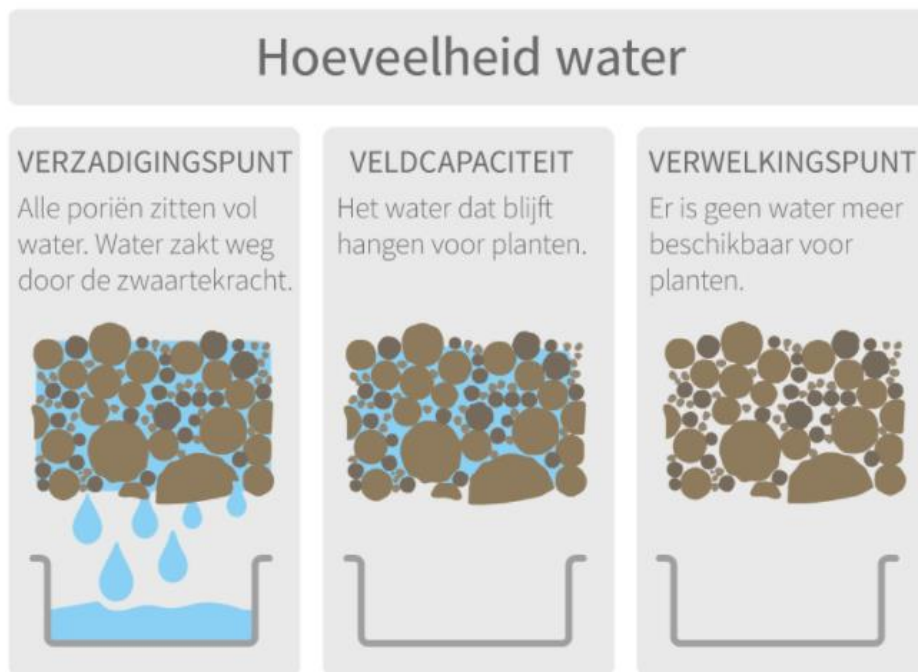 Hoeveelheid water
VERZADIGINGSPUNT
Alle poriën zitten vol
water. Water zakt weg
door de zwaartekracht.
VELDCAPACITEIT
Het water dat blijft
hangen voor planten.
VERWELKINGSPUNT
Er is geen water meer
beschikbaar voor
planten.